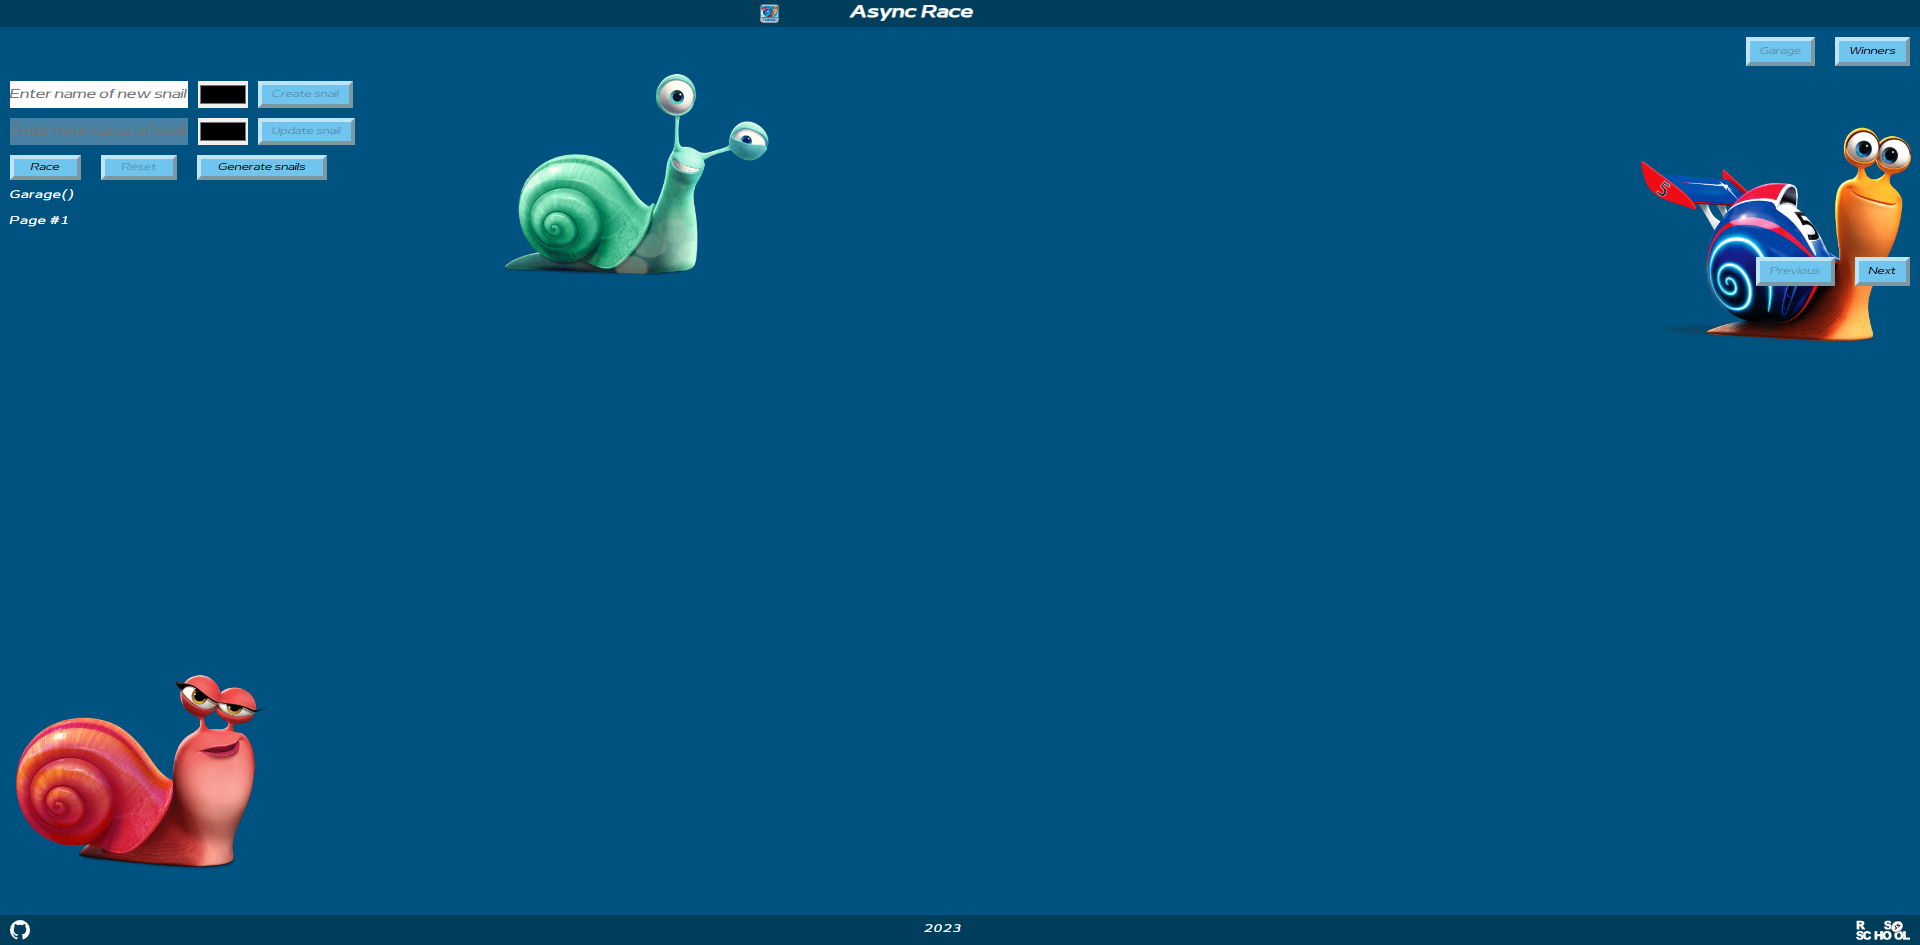 Async Race
Garage
Winners
Enter name of new snail
Create snail
Enter new name of snail
Update snail
Race
Reset
Generate snails
Garage()
Page #1
5
5
Previous
Next
2023
RS
SCHOOL